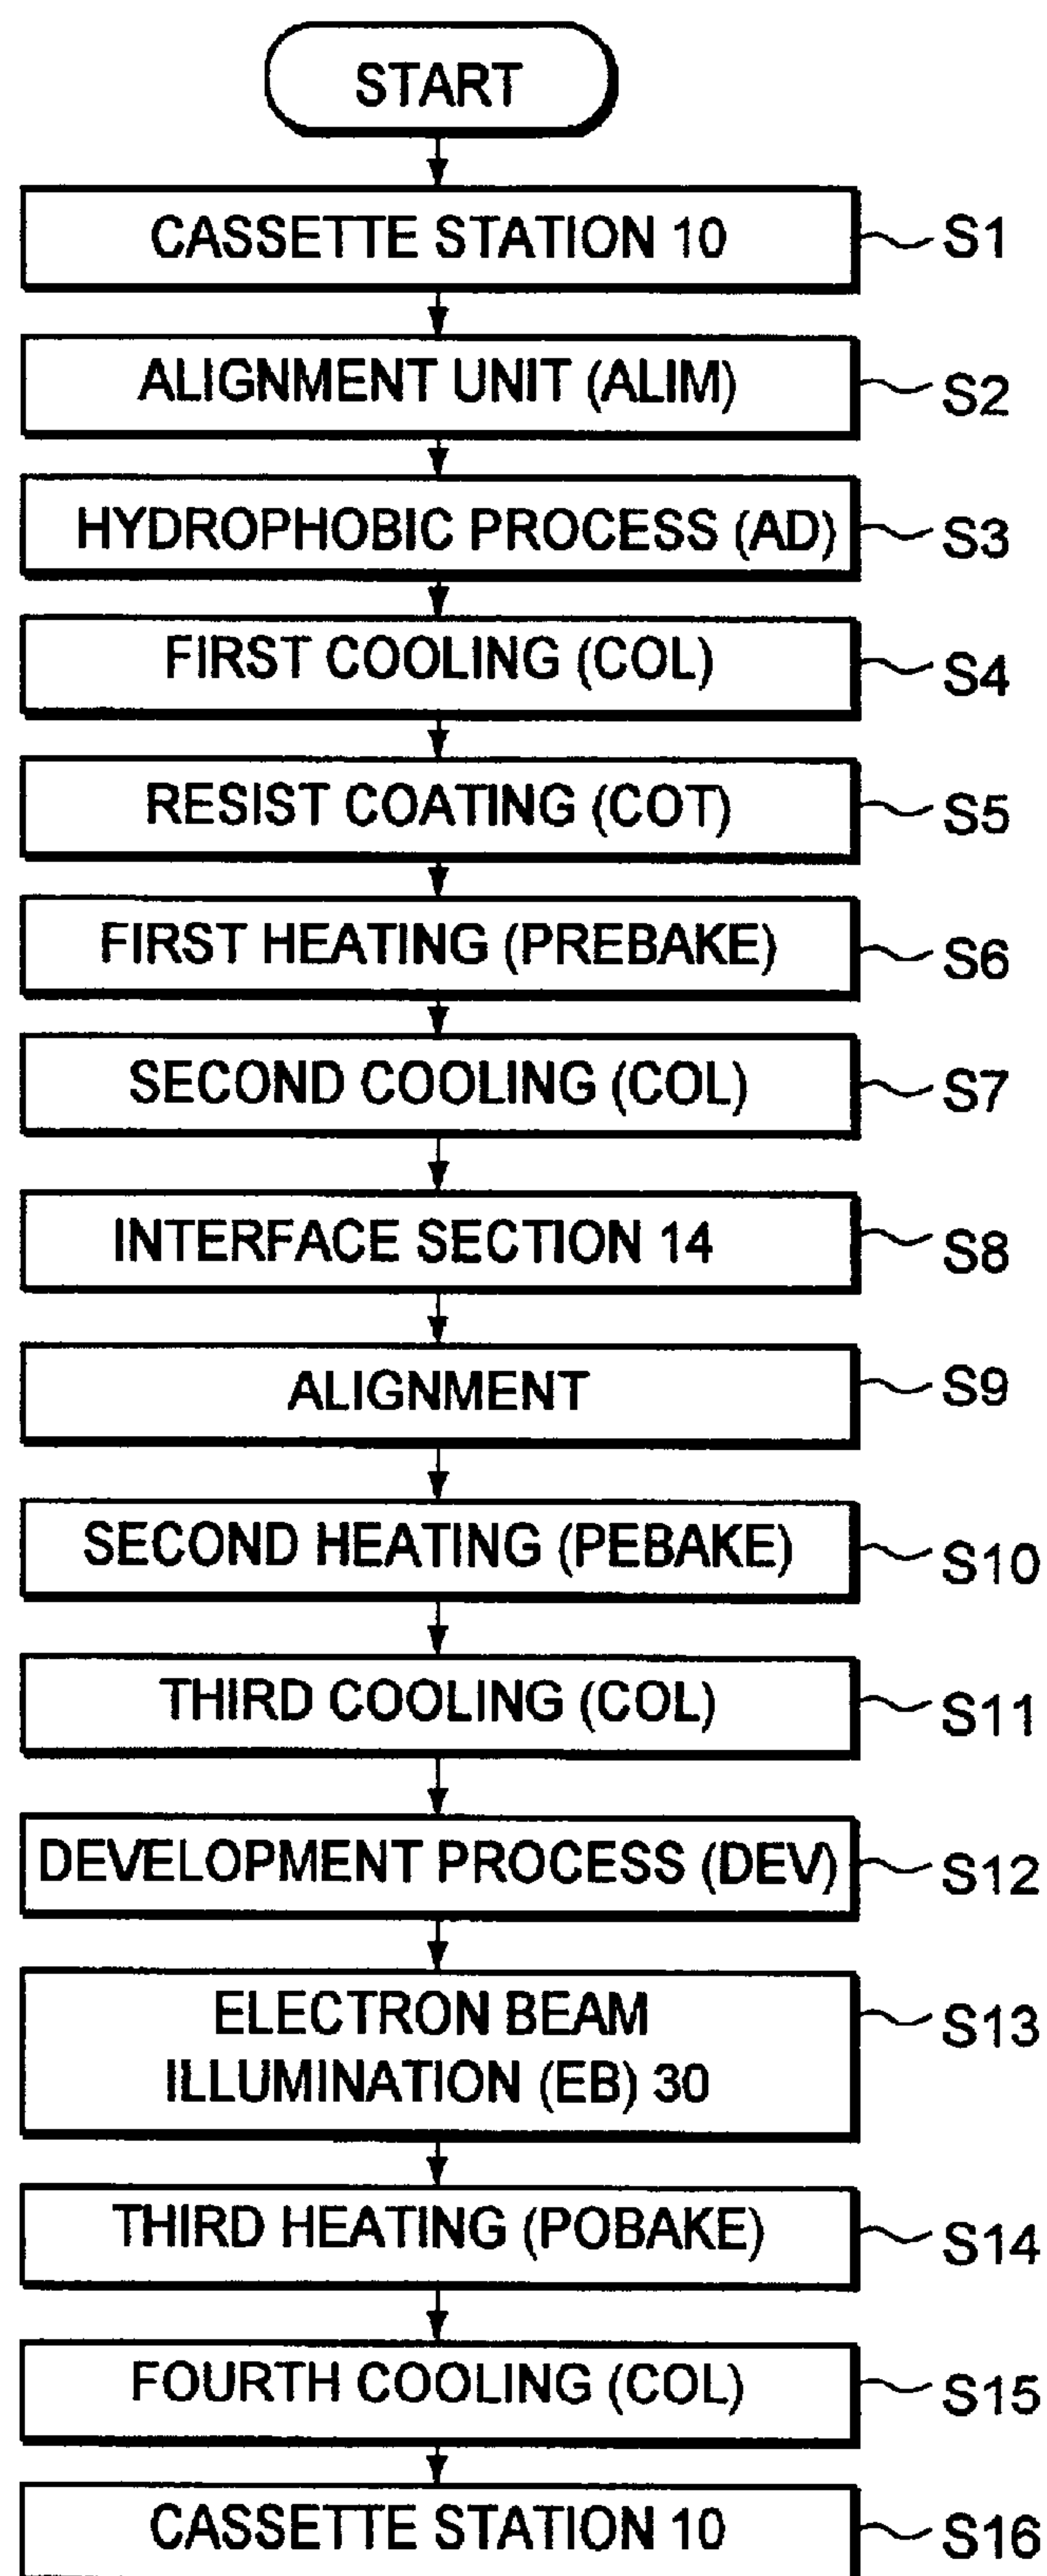 START
CASSETTE STATION 10
S1
ALIGNMENT UNIT (ALIM)
S2
HYDROPHOBIC PROCESS (AD)
S3
FIRST COOLING (COL)
S4
RESIST COATING (COT)
S5
FIRST HEATING (PREBAKE)
S6
SECOND COOLING (COL)
S7
INTERFACE SECTION 14
S8
ALIGNMENT
S9
SECOND HEATING (PEBAKE)
S10
THIRD COOLING (COL)
S11
DEVELOPMENT PROCESS (DEV)
S12
ELECTRON BEAM
ILLUMINATION (EB) 30
S13
THIRD HEATING (POBAKE)
S14
FOURTH COOLING (COL)
S15
CASSETTE STATION 10
S16